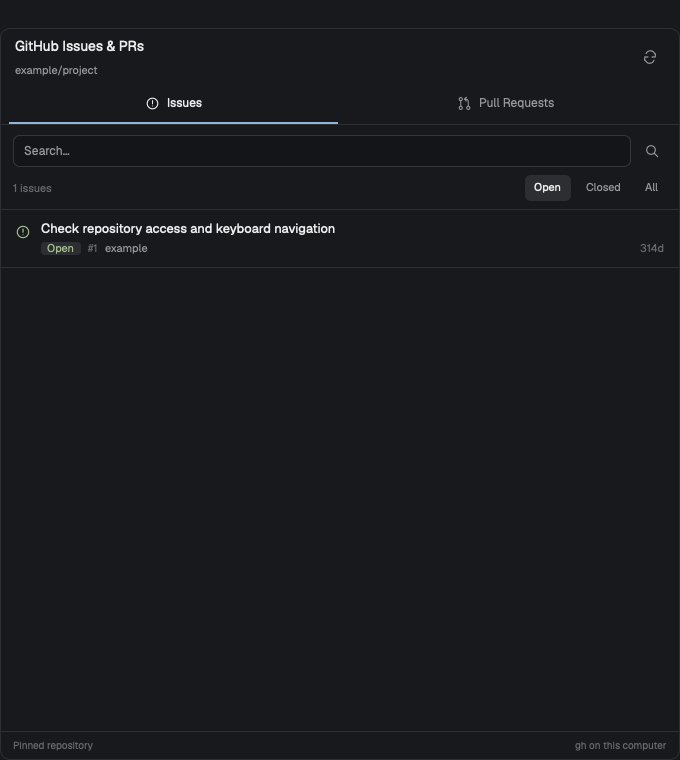 GitHub Issues & PRs
example/project
Issues
Pull Requests
Search...
1 issues
Open
Closed
All
Check repository access and keyboard navigation
Open #1 example
314d
Pinned repository
gh on this computer